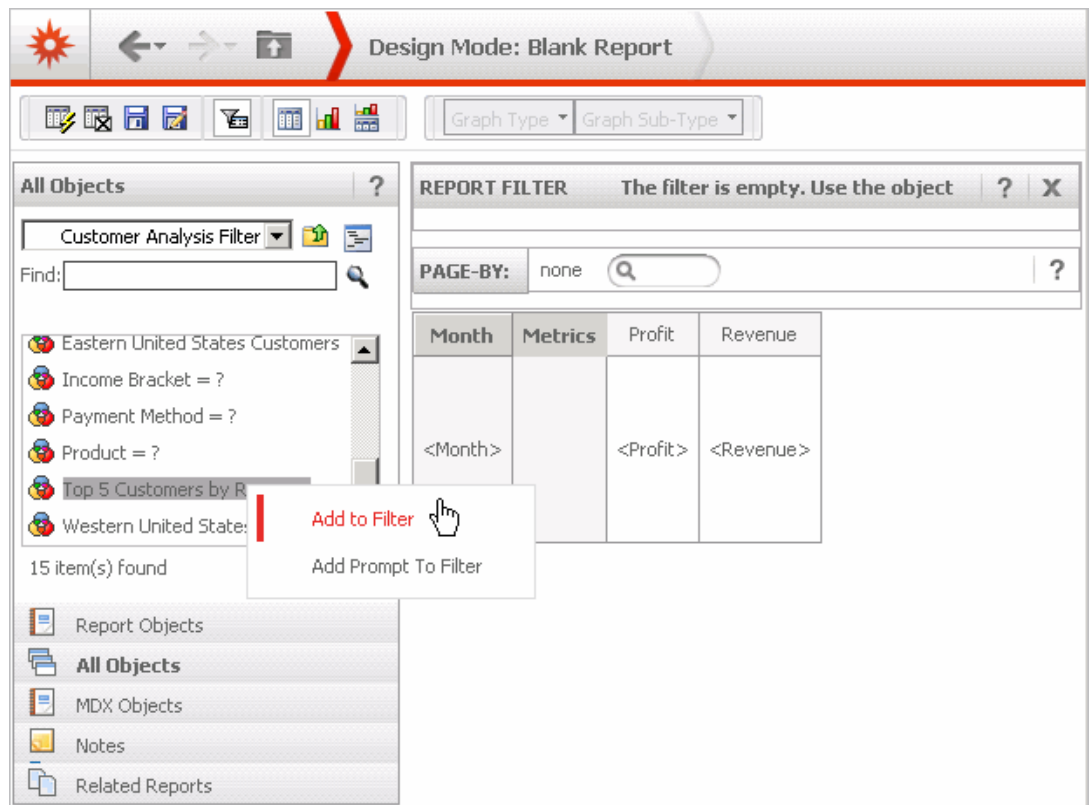 Design Mode: Blank Report
Graph Type Graph Sub-Type
All Objects ?
Customer Analysis Filter
Find:
Eastern United States Customers
Income Bracket = ?
Payment Method = ?
Product = ?
Top 5 Customers by R
Western United States
15 item(s) found
Add to Filter
Add Prompt To Filter
Report Objects
All Objects
MDX Objects
Notes
Related Reports
REPORT FILTER The filter is empty. Use the object ? X
PAGE-BY: none ?
Month Metrics Profit Revenue
<Month> <Profit> <Revenue>